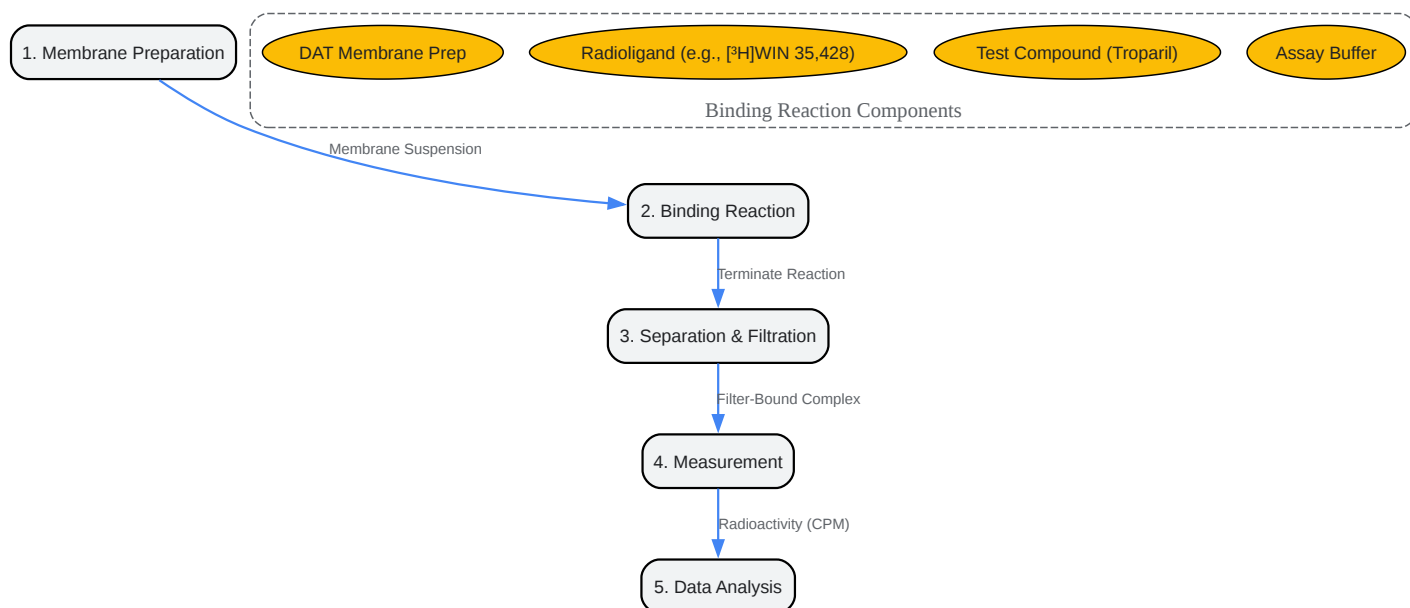 1. Membrane Preparation
DAT Membrane Prep
Radioligand (e.g., [³H]WIN 35,428)
Test Compound (Troparil)
Assay Buffer
Binding Reaction Components
Membrane Suspension
2. Binding Reaction
Terminate Reaction
3. Separation & Filtration
Filter-Bound Complex
4. Measurement
Radioactivity (CPM)
5. Data Analysis